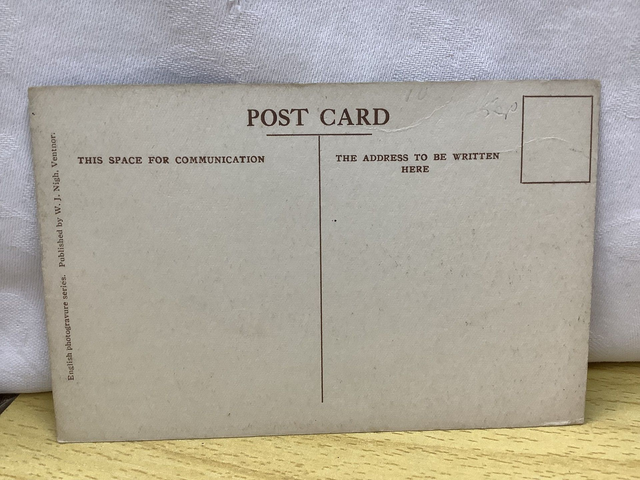 POST CARD
THIS SPACE FOR COMMUNICATION
THE ADDRESS TO BE WRITTEN
HERE
English photogravure series. Published by W. J. Nigh, Ventnor.